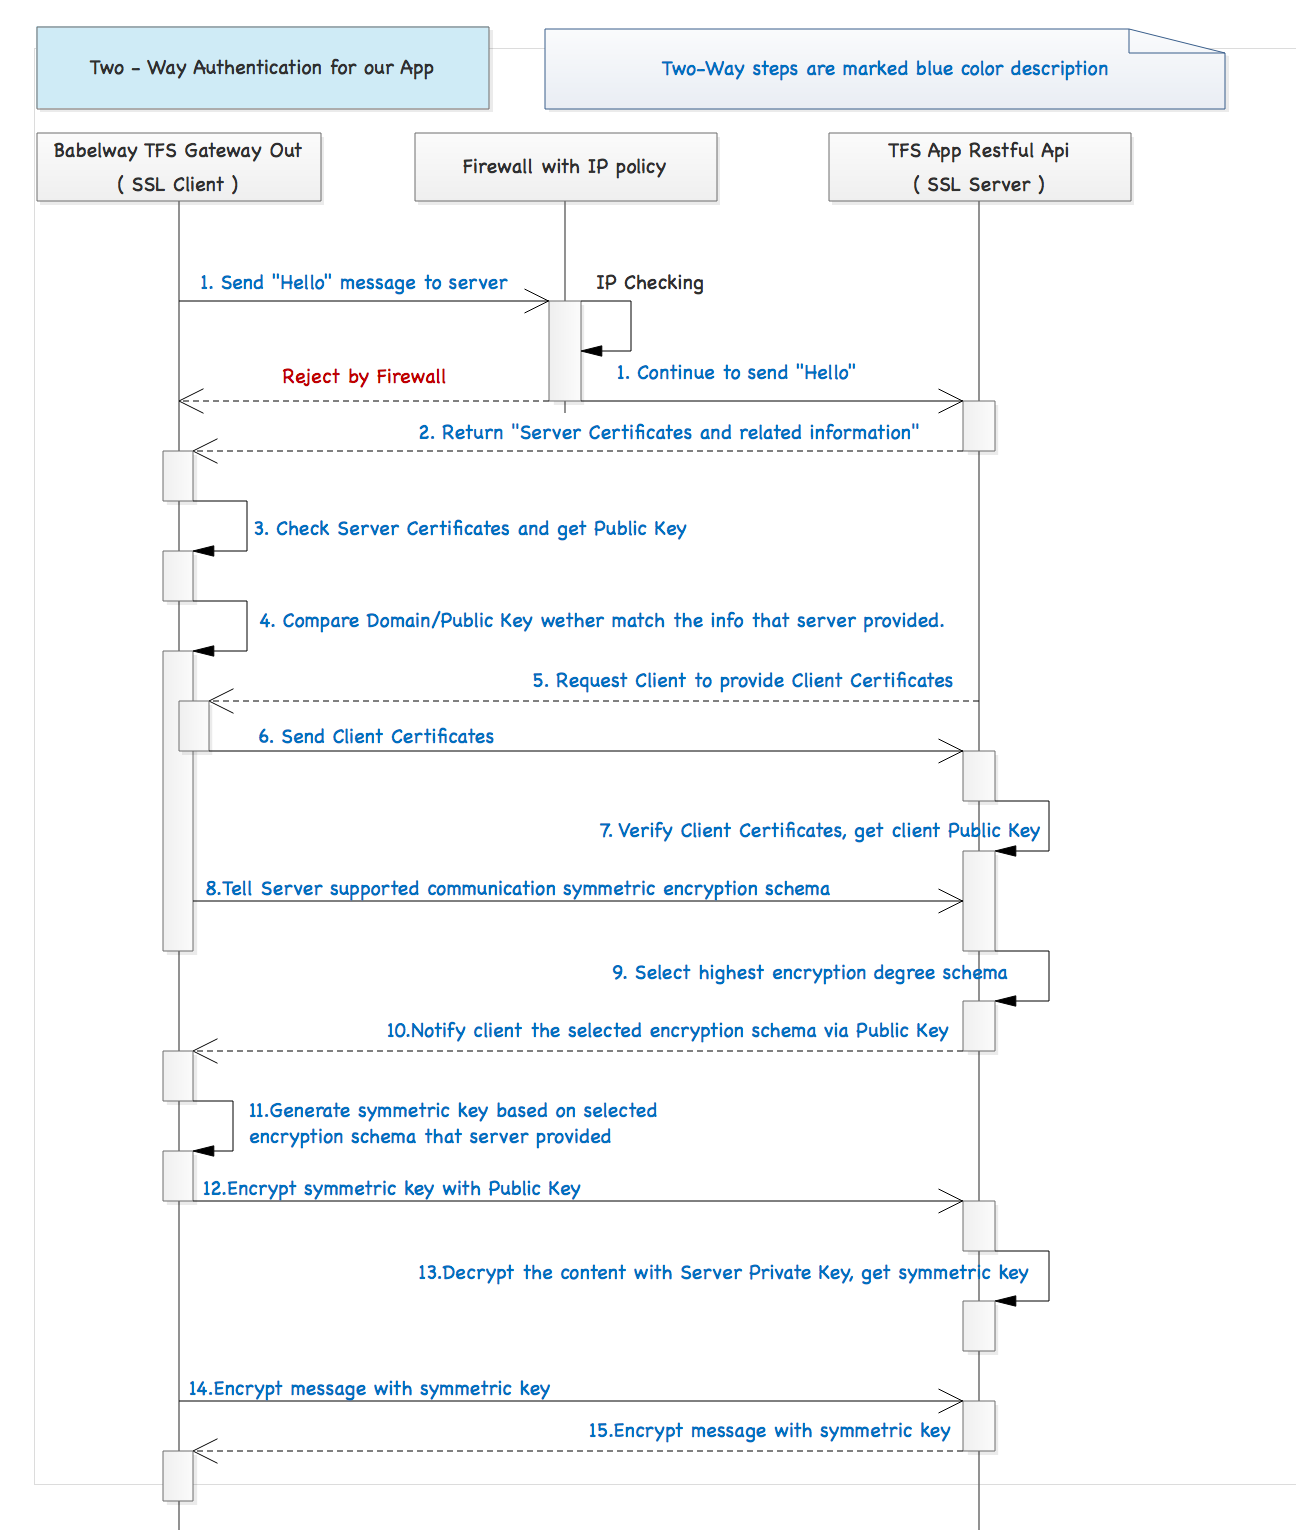 Two - Way Authentication for our App
Two-Way steps are marked blue color description
Babelway TFS Gateway Out
( SSL Client )
Firewall with IP policy
TFS App Restful Api
( SSL Server )
1. Send "Hello" message to server
IP Checking
1. Continue to send "Hello"
Reject by Firewall
2. Return "Server Certificates and related information"
3. Check Server Certificates and get Public Key
4. Compare Domain/Public Key wether match the info that server provided.
5. Request Client to provide Client Certificates
6. Send Client Certificates
7. Verify Client Certificates, get client Public Key
8.Tell Server supported communication symmetric encryption schema
9. Select highest encryption degree schema
10.Notify client the selected encryption schema via Public Key
11.Generate symmetric key based on selected
encryption schema that server provided
12.Encrypt symmetric key with Public Key
13.Decrypt the content with Server Private Key, get symmetric key
14.Encrypt message with symmetric key
15.Encrypt message with symmetric key